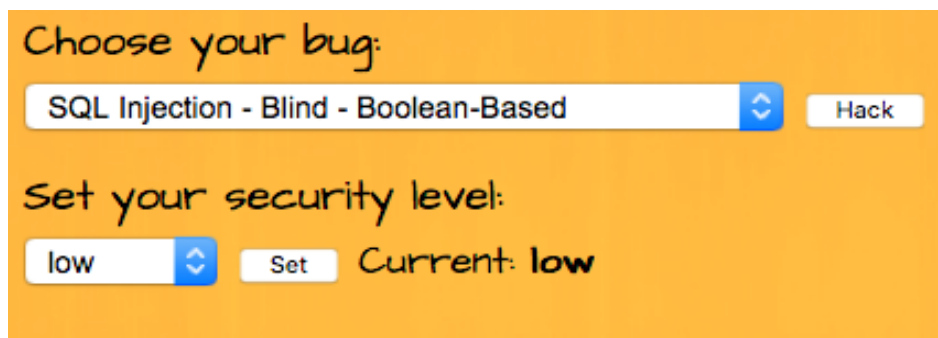 Choose your bug:
SQL Injection - Blind - Boolean-Based Hack
Set your security level:
low Set Current: low